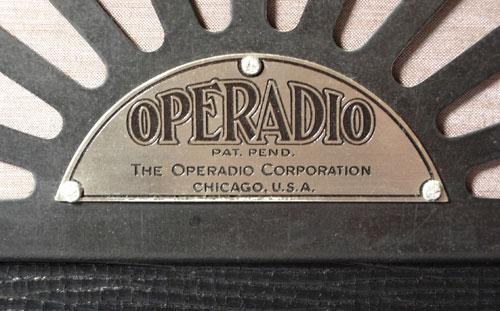 OPERADIO
PAT. PEND.
THE OPERADIO CORPORATION
CHICAGO, U.S.A.